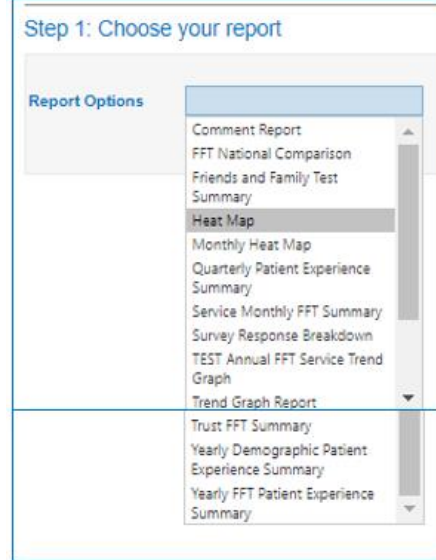 Step 1: Choose your report
Report Options
Comment Report
FFT National Comparison
Friends and Family Test
Summary
Heat Map
Monthly Heat Map
Quarterly Patient Experience
Summary
Service Monthly FFT Summary
Survey Response Breakdown
TEST Annual FFT Service Trend
Graph
Trend Graph Report
Trust FFT Summary
Yearly Demographic Patient
Experience Summary
Yearly FFT Patient Experience
Summary